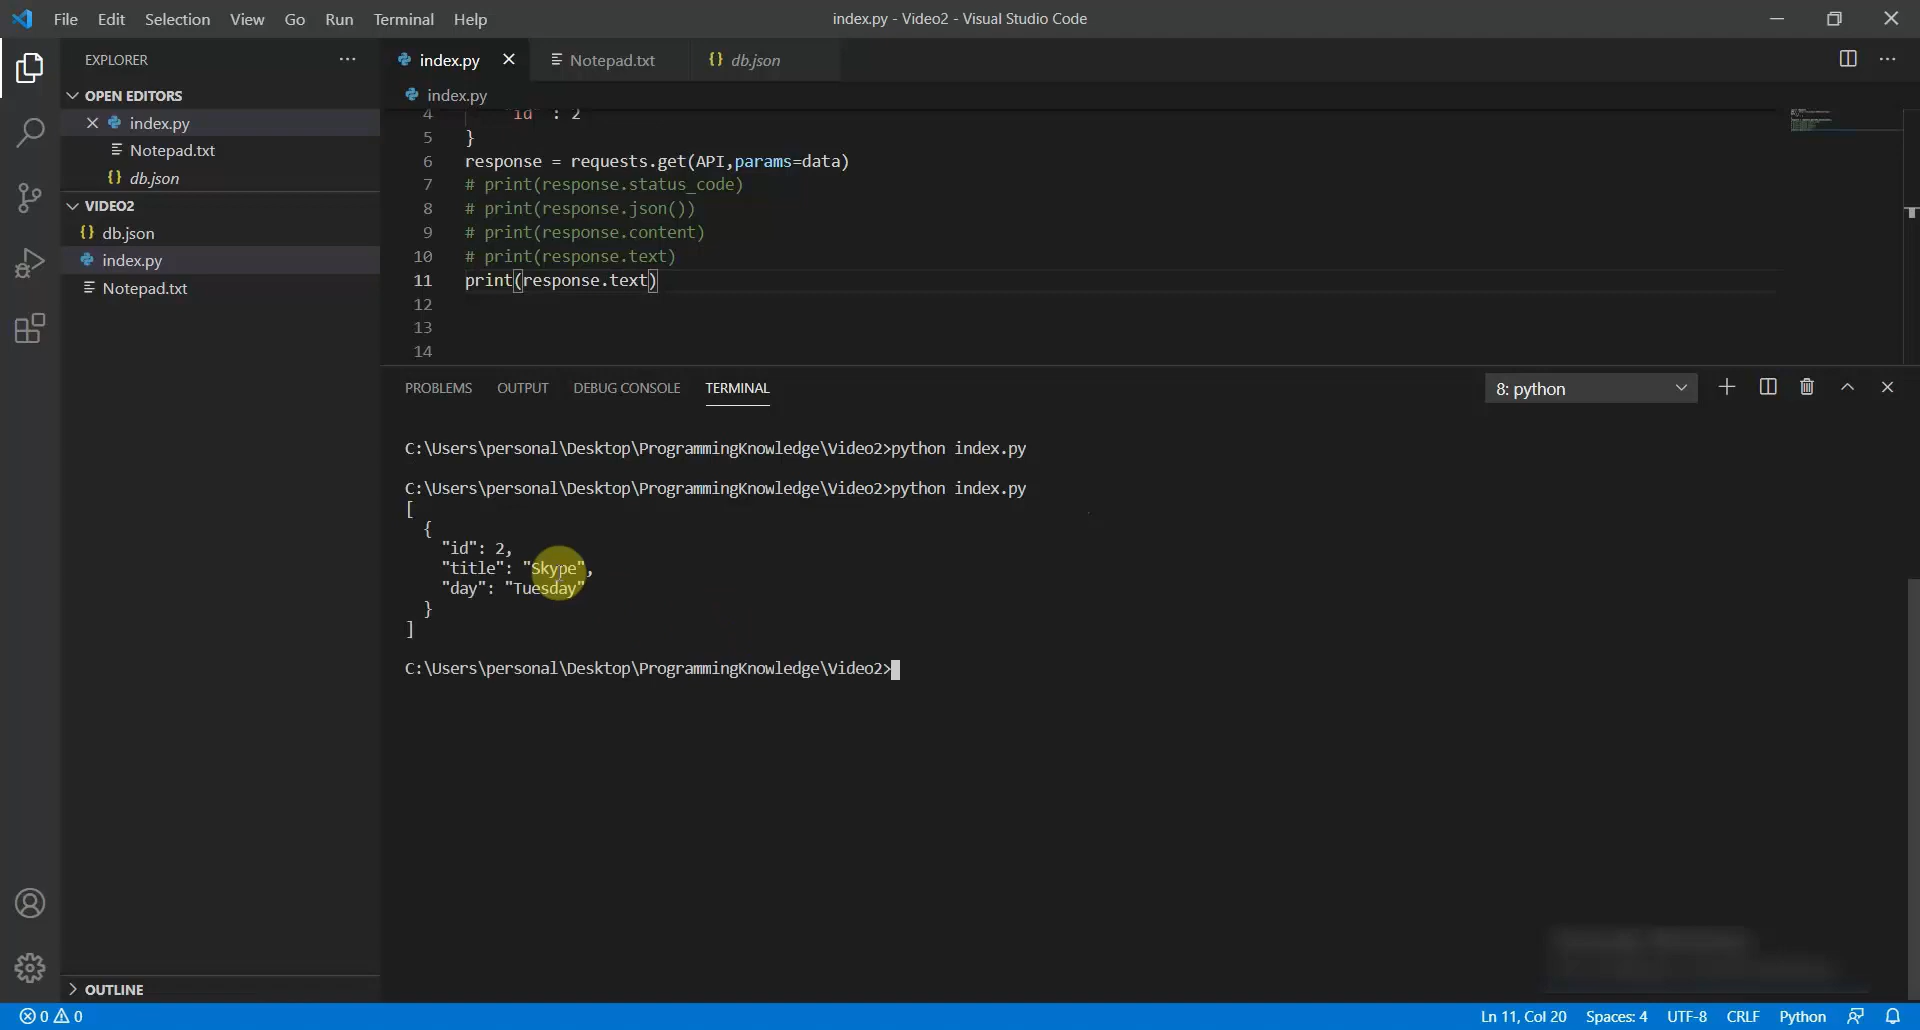 File Edit Selection View Go Run Terminal Help
index.py - Video2 - Visual Studio Code
EXPLORER
OPEN EDITORS
index.py
Notepad.txt
db.json
VIDEO2
db.json
index.py
Notepad.txt
OUTLINE
index.py Notepad.txt db.json
index.py
4 id : 2
5 }
6 response = requests.get(API,params=data)
7 # print(response.status_code)
8 # print(response.json())
9 # print(response.content)
10 # print(response.text)
11 print(response.text)
12
13
14
PROBLEMS OUTPUT DEBUG CONSOLE TERMINAL
8: python
C:\Users\personal\Desktop\ProgrammingKnowledge\Video2>python index.py
C:\Users\personal\Desktop\ProgrammingKnowledge\Video2>python index.py
[
{
"id": 2,
"title": "Skype",
"day": "Tuesday"
}
]
C:\Users\personal\Desktop\ProgrammingKnowledge\Video2>
0 0
Ln 11, Col 20 Spaces: 4 UTF-8 CRLF Python